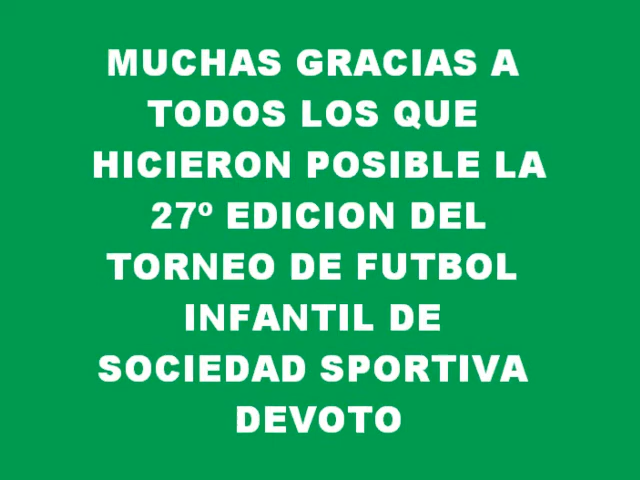 MUCHAS GRACIAS A
TODOS LOS QUE
HICIERON POSIBLE LA
27º EDICION DEL
TORNEO DE FUTBOL
INFANTIL DE
SOCIEDAD SPORTIVA
DEVOTO